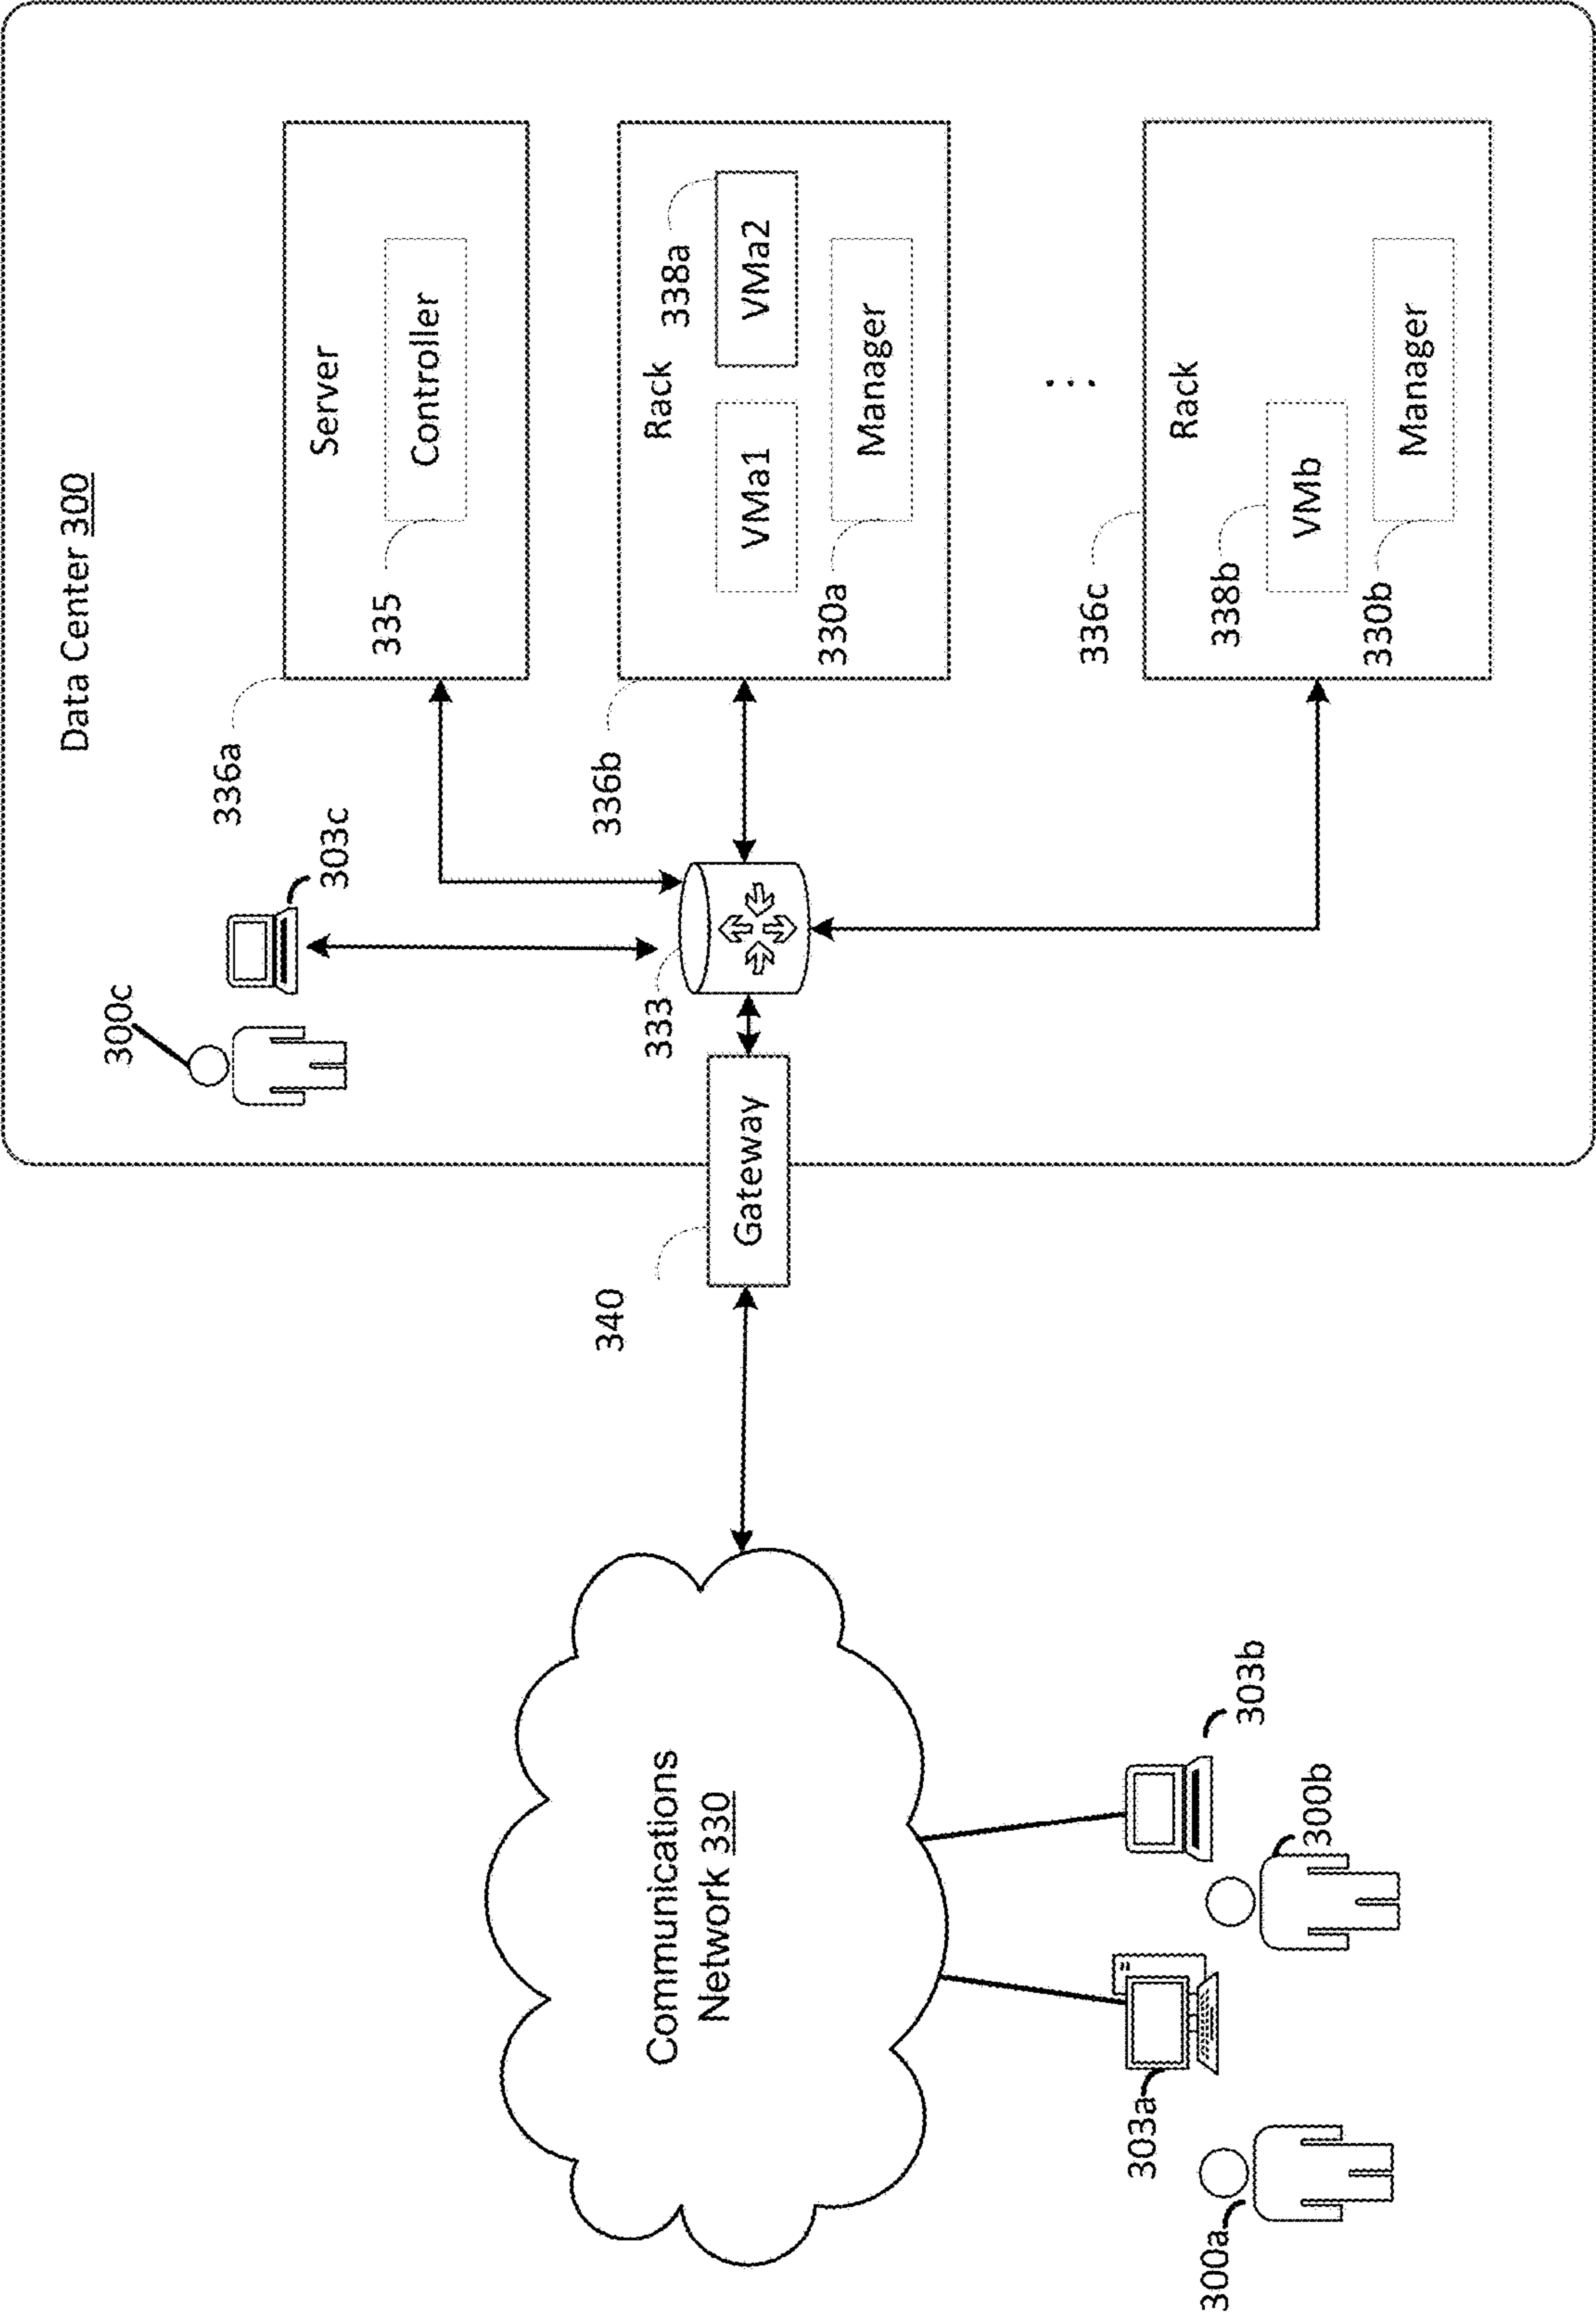 Data Center 300
300c
303c
336a
Server
335
Controller
336b
Rack
338a
VMa1
VMa2
330a
Manager
333
Gateway
340
...
336c
Rack
338b
VMb
330b
Manager
Communications
Network 330
303a
303b
300a
300b